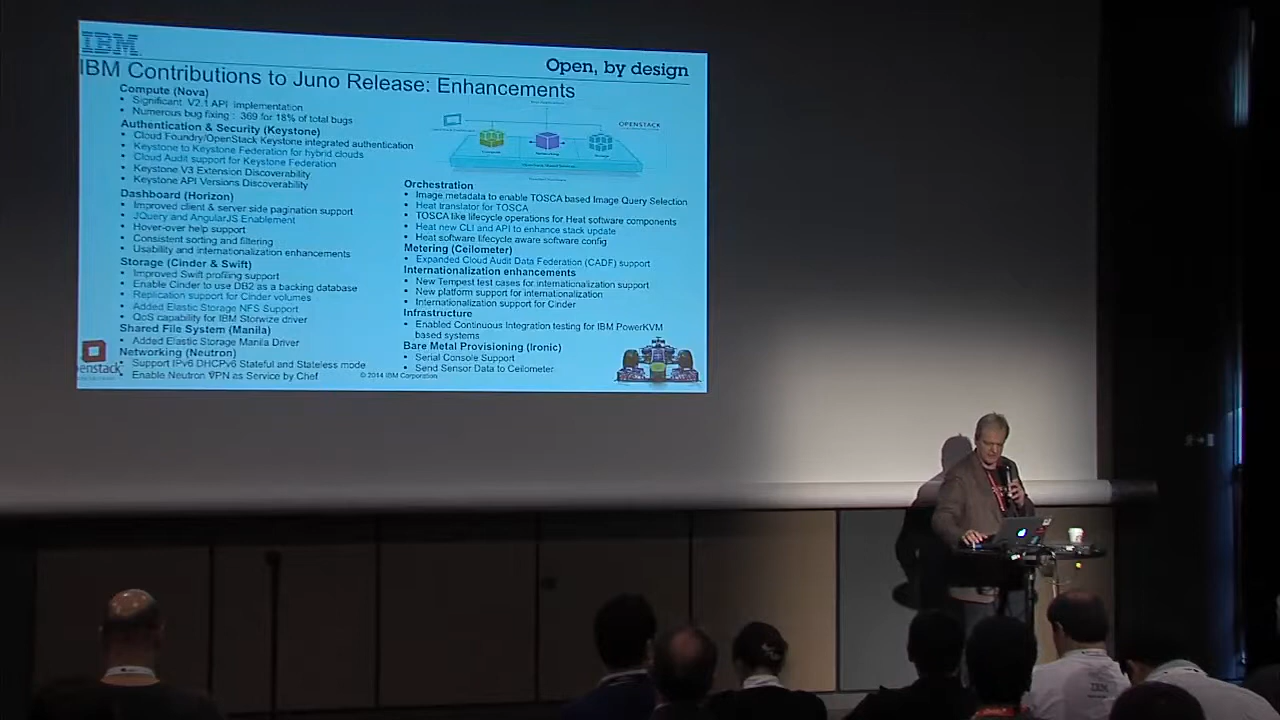 IBM
Open, by design
IBM Contributions to Juno Release: Enhancements
Compute (Nova)
• Significant V2.1 API implementation
• Numerous bug fixing : 369 for 18% of total bugs
Authentication & Security (Keystone)
• Cloud Foundry/OpenStack Keystone integrated authentication
• Keystone to Keystone Federation for hybrid clouds
• Cloud Audit support for Keystone Federation
• Keystone V3 Extension Discoverability
• Keystone API Versions Discoverability
Dashboard (Horizon)
• Improved client & server side pagination support
• JQuery and AngularJS Enablement
• Hover-over help support
• Consistent sorting and filtering
• Usability and internationalization enhancements
Storage (Cinder & Swift)
• Improved Swift profiling support
• Enable Cinder to use DB2 as a backing database
• Replication support for Cinder volumes
• Added Elastic Storage NFS Support
• QoS capability for IBM Storwize driver
Shared File System (Manila)
• Added Elastic Storage Manila Driver
Networking (Neutron)
• Support IPv6 DHCPv6 Stateful and Stateless mode
• Enable Neutron VPN as Service by Chef
OPENSTACK
Orchestration
• Image metadata to enable TOSCA based Image Query Selection
• Heat translator for TOSCA
• TOSCA like lifecycle operations for Heat software components
• Heat new CLI and API to enhance stack update
• Heat software lifecycle aware software config
Metering (Ceilometer)
• Expanded Cloud Audit Data Federation (CADF) support
Internationalization enhancements
• New Tempest test cases for internationalization support
• New platform support for internationalization
• Internationalization support for Cinder
Infrastructure
• Enabled Continuous Integration testing for IBM PowerKVM
based systems
Bare Metal Provisioning (Ironic)
• Serial Console Support
• Send Sensor Data to Ceilometer
enstack
© 2014 IBM Corporation
IBM